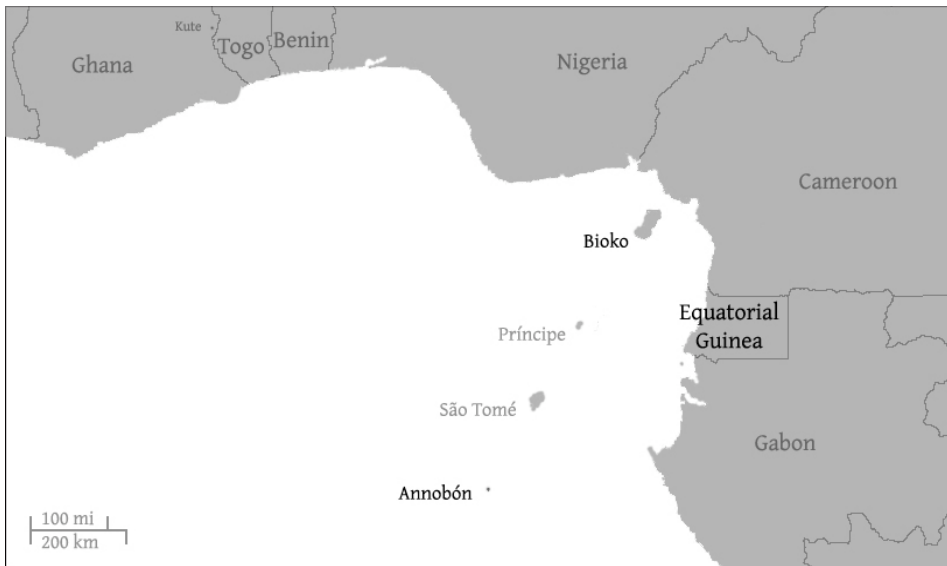 Kute
Togo
Benin
Ghana
Nigeria
Cameroon
Bioko
Equatorial
Guinea
Príncipe
São Tomé
Gabon
Annobón
100 mi
200 km